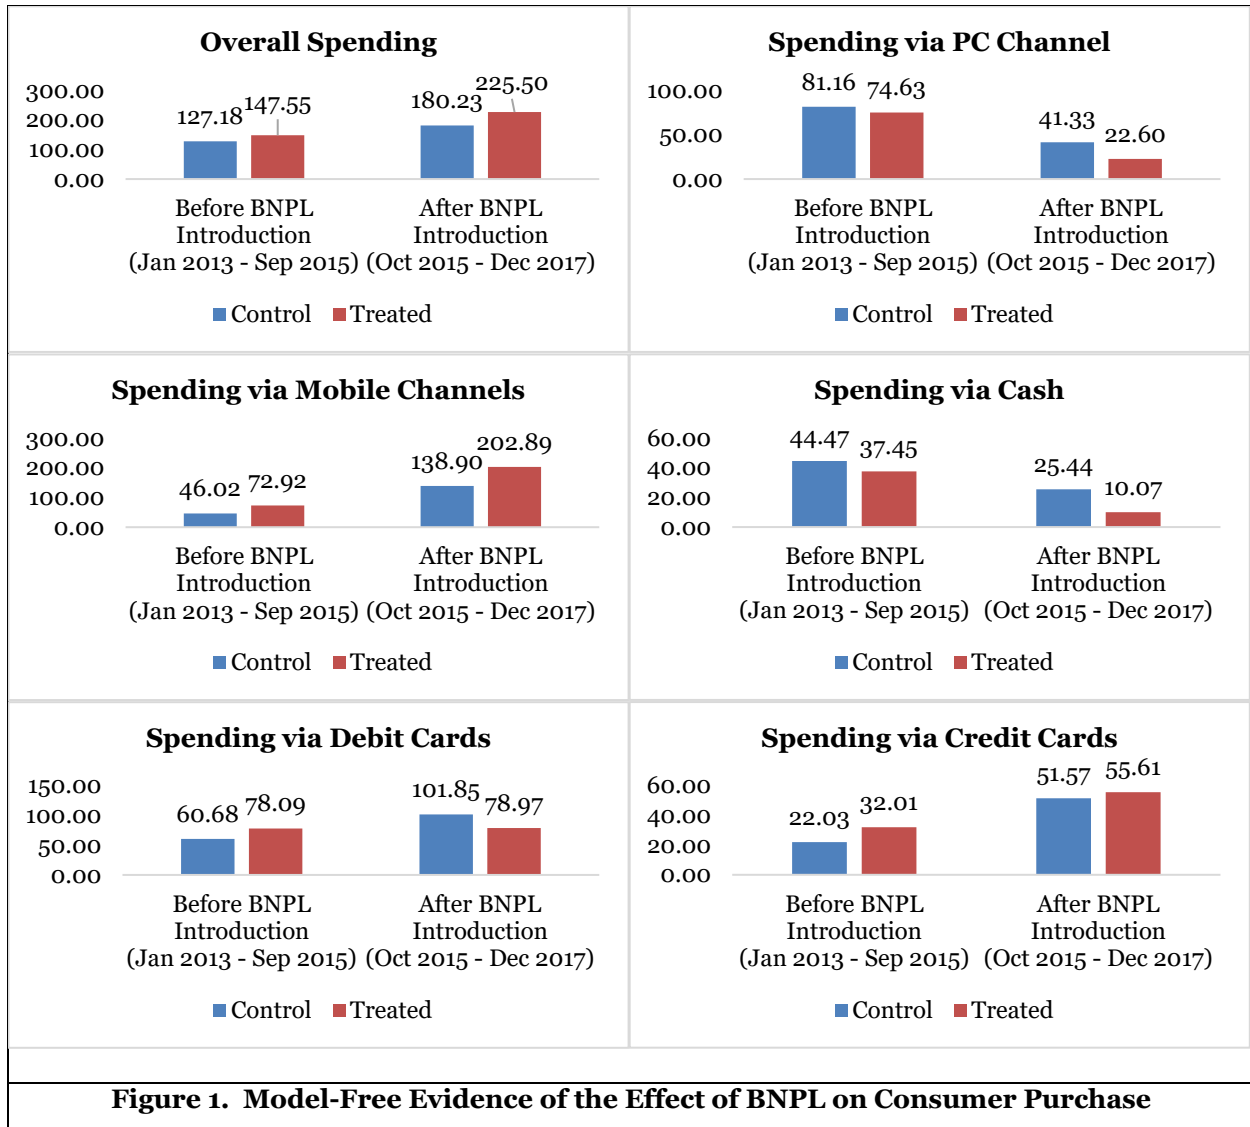 Overall Spending
300.00
200.00
100.00
0.00
127.18
147.55
180.23
225.50
Before BNPL
Introduction
(Jan 2013 - Sep 2015)
After BNPL
Introduction
(Oct 2015 - Dec 2017)
Control Treated
Spending via PC Channel
100.00
50.00
0.00
81.16
74.63
41.33
22.60
Before BNPL
Introduction
(Jan 2013 - Sep 2015)
After BNPL
Introduction
(Oct 2015 - Dec 2017)
Control Treated
Spending via Mobile Channels
300.00
200.00
100.00
0.00
46.02
72.92
138.90
202.89
Before BNPL
Introduction
(Jan 2013 - Sep 2015)
After BNPL
Introduction
(Oct 2015 - Dec 2017)
Control Treated
Spending via Cash
60.00
40.00
20.00
0.00
44.47
37.45
25.44
10.07
Before BNPL
Introduction
(Jan 2013 - Sep 2015)
After BNPL
Introduction
(Oct 2015 - Dec 2017)
Control Treated
Spending via Debit Cards
150.00
100.00
50.00
0.00
60.68
78.09
101.85
78.97
Before BNPL
Introduction
(Jan 2013 - Sep 2015)
After BNPL
Introduction
(Oct 2015 - Dec 2017)
Control Treated
Spending via Credit Cards
60.00
40.00
20.00
0.00
22.03
32.01
51.57
55.61
Before BNPL
Introduction
(Jan 2013 - Sep 2015)
After BNPL
Introduction
(Oct 2015 - Dec 2017)
Control Treated
Figure 1. Model-Free Evidence of the Effect of BNPL on Consumer Purchase